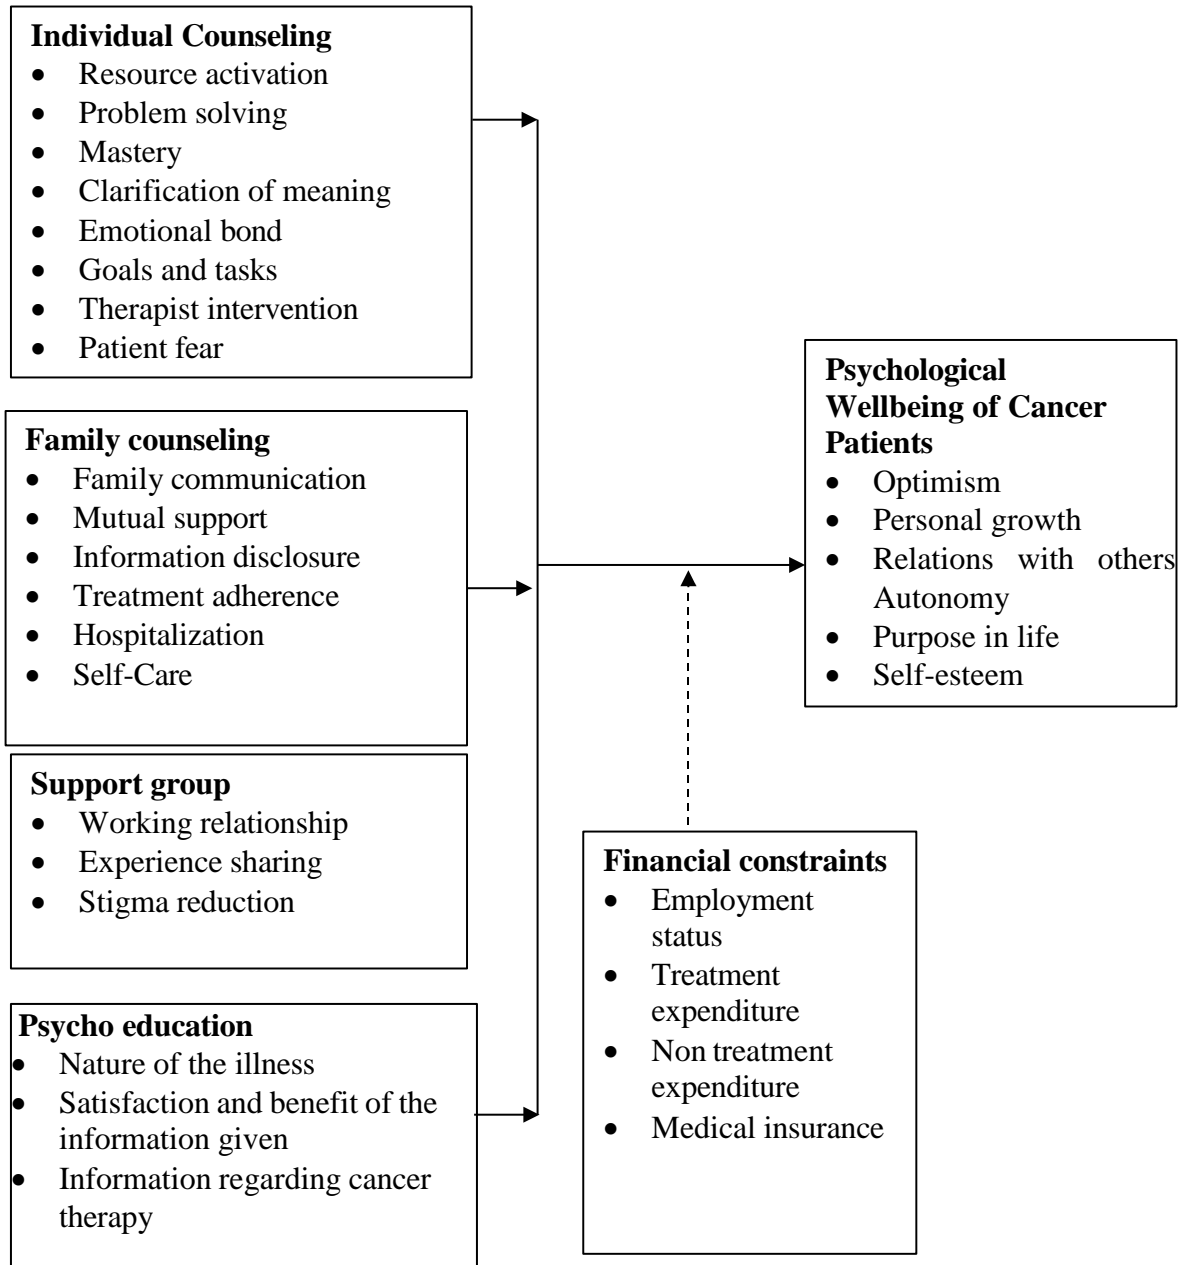 Individual Counseling
• Resource activation
• Problem solving
• Mastery
• Clarification of meaning
• Emotional bond
• Goals and tasks
• Therapist intervention
• Patient fear
Family counseling
• Family communication
• Mutual support
• Information disclosure
• Treatment adherence
• Hospitalization
• Self-Care
Support group
• Working relationship
• Experience sharing
• Stigma reduction
Psycho education
• Nature of the illness
• Satisfaction and benefit of the
information given
• Information regarding cancer
therapy
Psychological
Wellbeing of Cancer
Patients
• Optimism
• Personal growth
• Relations with others
Autonomy
• Purpose in life
• Self-esteem
Financial constraints
• Employment
status
• Treatment
expenditure
• Non treatment
expenditure
• Medical insurance